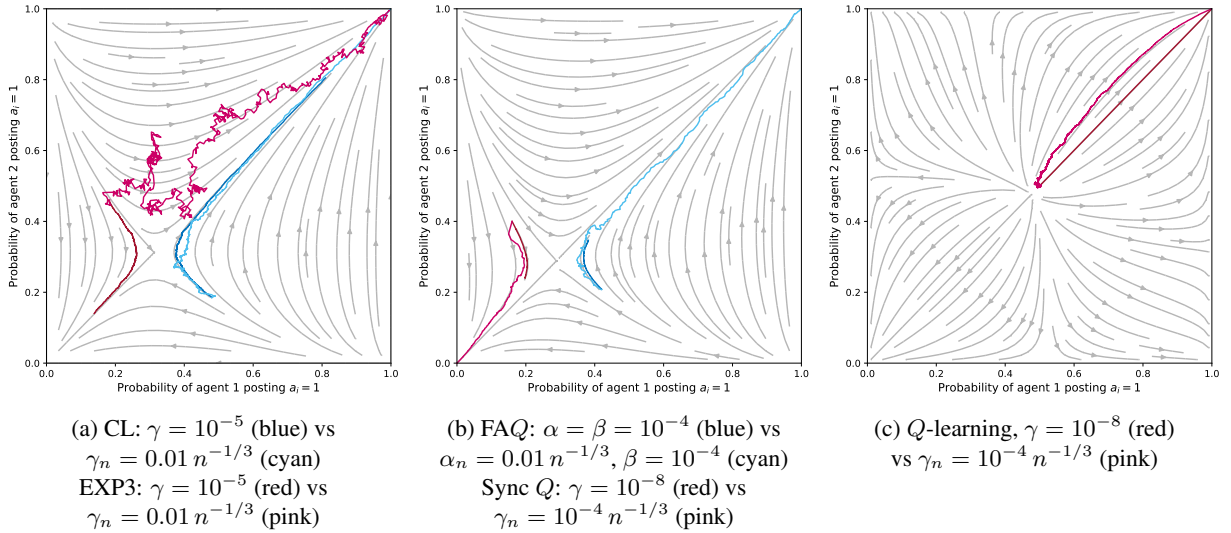 1.0
0.8
0.6
0.4
0.2
0.0
0.0 0.2 0.4 0.6 0.8 1.0
Probability of agent 2 posting a_i = 1
Probability of agent 1 posting a_i = 1
1.0
0.8
0.6
0.4
0.2
0.0
0.0 0.2 0.4 0.6 0.8 1.0
Probability of agent 2 posting a_i = 1
Probability of agent 1 posting a_i = 1
1.0
0.8
0.6
0.4
0.2
0.0
0.0 0.2 0.4 0.6 0.8 1.0
Probability of agent 2 posting a_i = 1
Probability of agent 1 posting a_i = 1
(a) CL: γ = 10⁻⁵ (blue) vs
γₙ = 0.01 n^{-1/3} (cyan)
EXP3: γ = 10⁻⁵ (red) vs
γₙ = 0.01 n^{-1/3} (pink)
(b) FAQ: α = β = 10⁻⁴ (blue) vs
αₙ = 0.01 n^{-1/3}, β = 10⁻⁴ (cyan)
Sync Q: γ = 10⁻⁸ (red) vs
γₙ = 10⁻⁴ n^{-1/3} (pink)
(c) Q-learning, γ = 10⁻⁸ (red)
vs γₙ = 10⁻⁴ n^{-1/3} (pink)